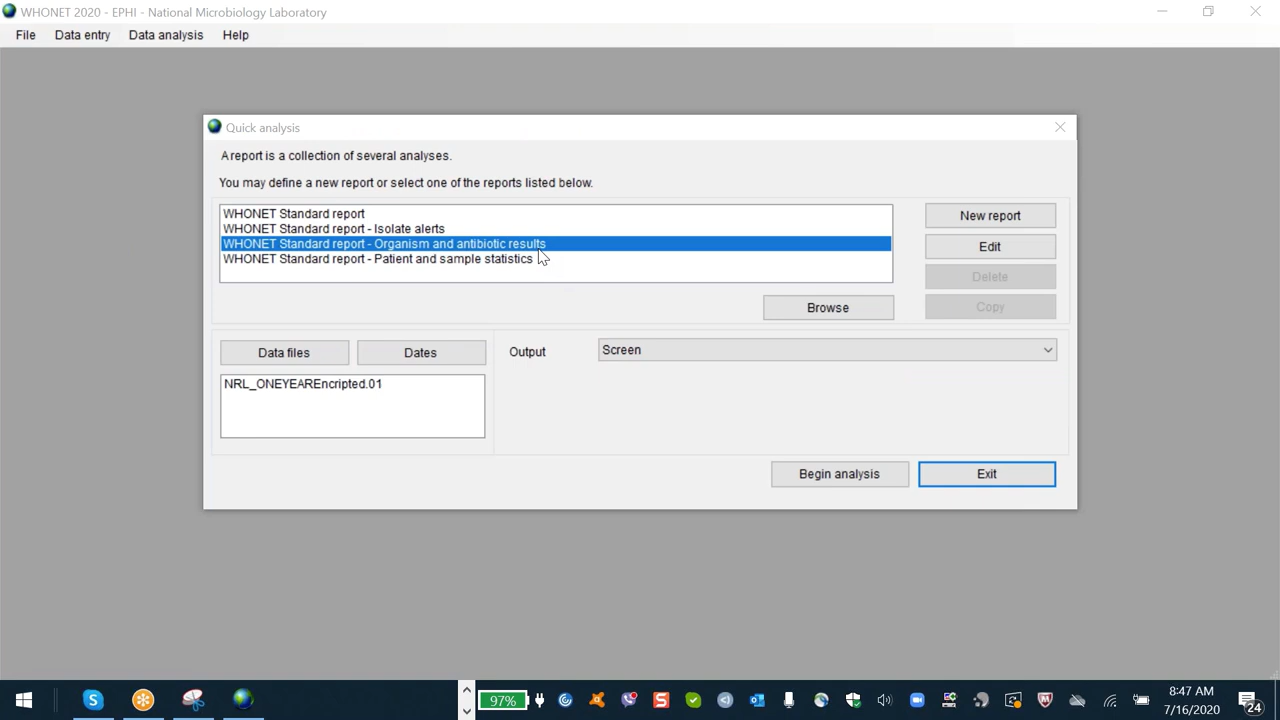 WHONET 2020 - EPHI - National Microbiology Laboratory
File Data entry Data analysis Help
Quick analysis
A report is a collection of several analyses.
You may define a new report or select one of the reports listed below.
WHONET Standard report
WHONET Standard report - Isolate alerts
WHONET Standard report - Organism and antibiotic results
WHONET Standard report - Patient and sample statistics
New report
Edit
Delete
Copy
Browse
Data files
Dates
Output
Screen
NRL_ONEYEAREncripted.01
Begin analysis
Exit
97%
8:47 AM
7/16/2020
24